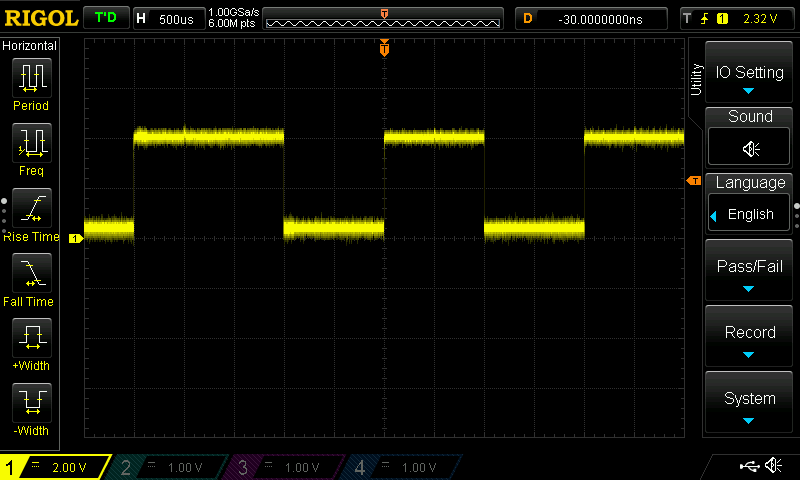 RIGOL T'D H 500us 1.00GSa/s 6.00M pts T D -30.0000000ns T 1 2.32 V
Horizontal
Period
Freq
Rise Time
Fall Time
+Width
-Width
T
T
1
Utility
IO Setting
Sound
Language
English
Pass/Fail
Record
System
1 2.00 V 2 1.00 V 3 1.00 V 4 1.00 V